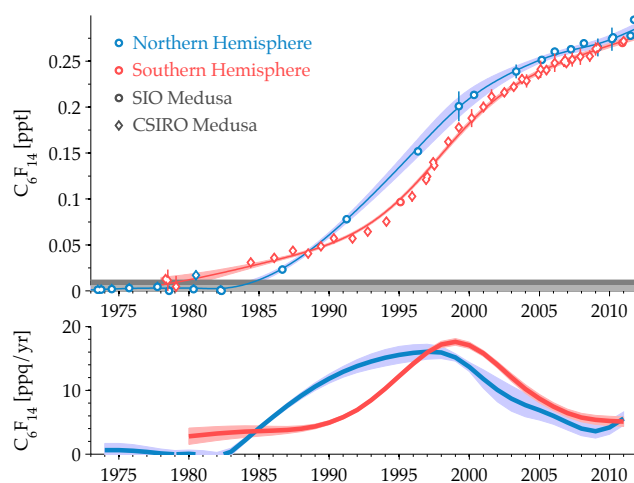 C6F14 [ppt]
0.25
0.2
0.15
0.1
0.05
0
Northern Hemisphere
Southern Hemisphere
SIO Medusa
CSIRO Medusa
1975 1980 1985 1990 1995 2000 2005 2010
C6F14 [ppq/yr]
20
10
0
1975 1980 1985 1990 1995 2000 2005 2010